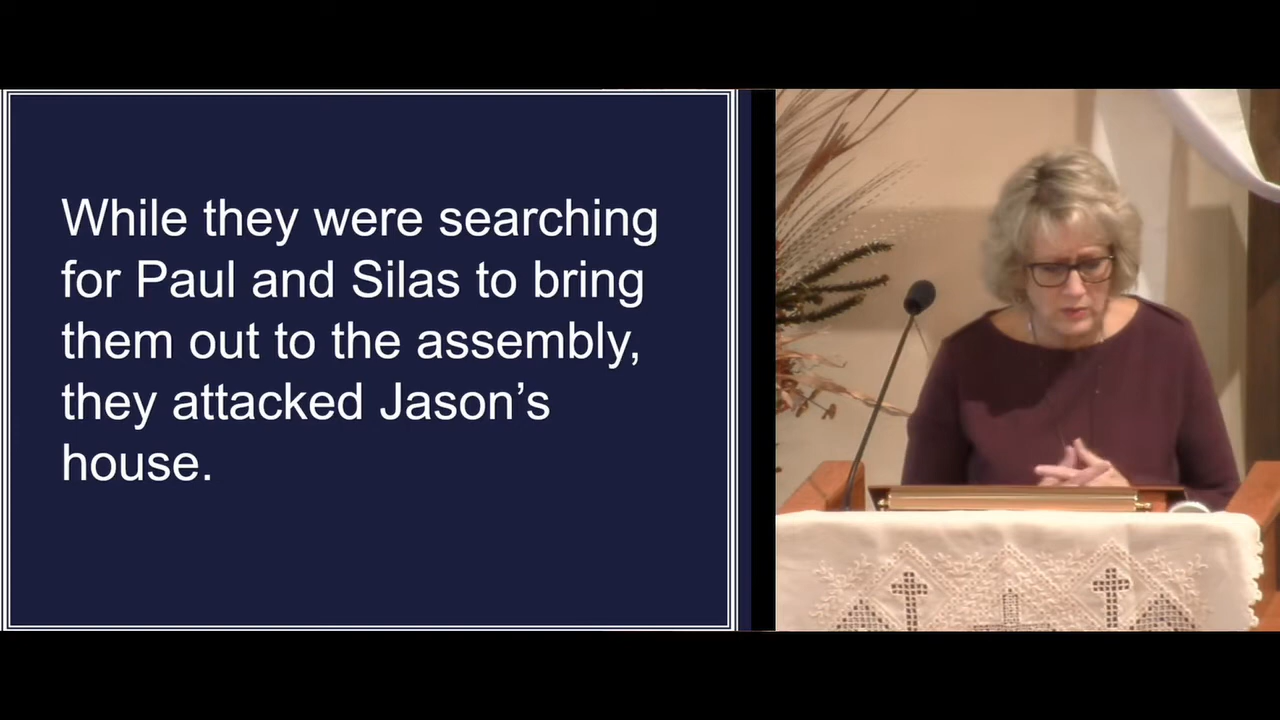 While they were searching
for Paul and Silas to bring
them out to the assembly,
they attacked Jason’s
house.